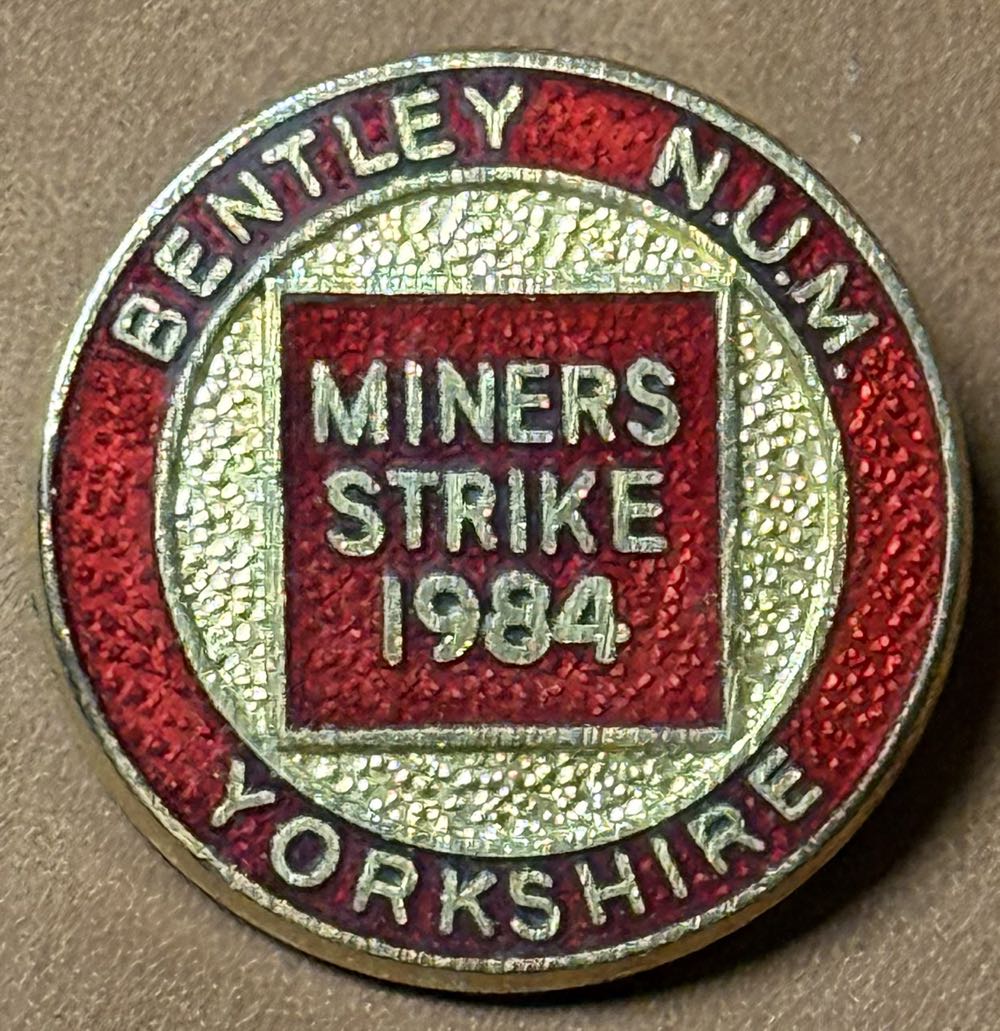 BENTLEY N.U.M.
MINERS
STRIKE
1984
YORKSHIRE